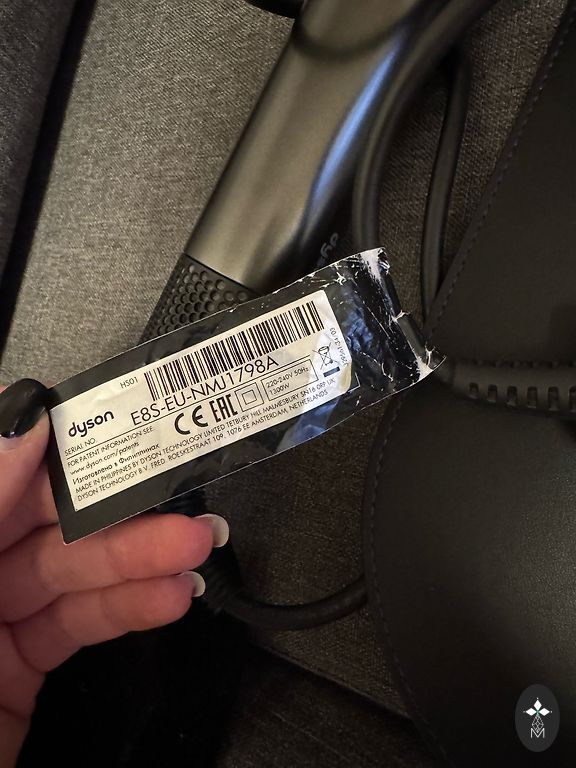 HS01
dyson
SERIAL NO.
E8S-EU-NMJ1798A
FOR PATENT INFORMATION SEE:
www.dyson.com/patents
CE EAC
220-240V 50Hz
1300W
Изготовлено в Филиппинах
MADE IN PHILIPPINES BY DYSON TECHNOLOGY LIMITED TETBURY HILL MALMESBURY SN16 0RP UK
DYSON TECHNOLOGY B.V. FRED. ROESKESTRAAT 109, 1076 EE AMSTERDAM, NETHERLANDS